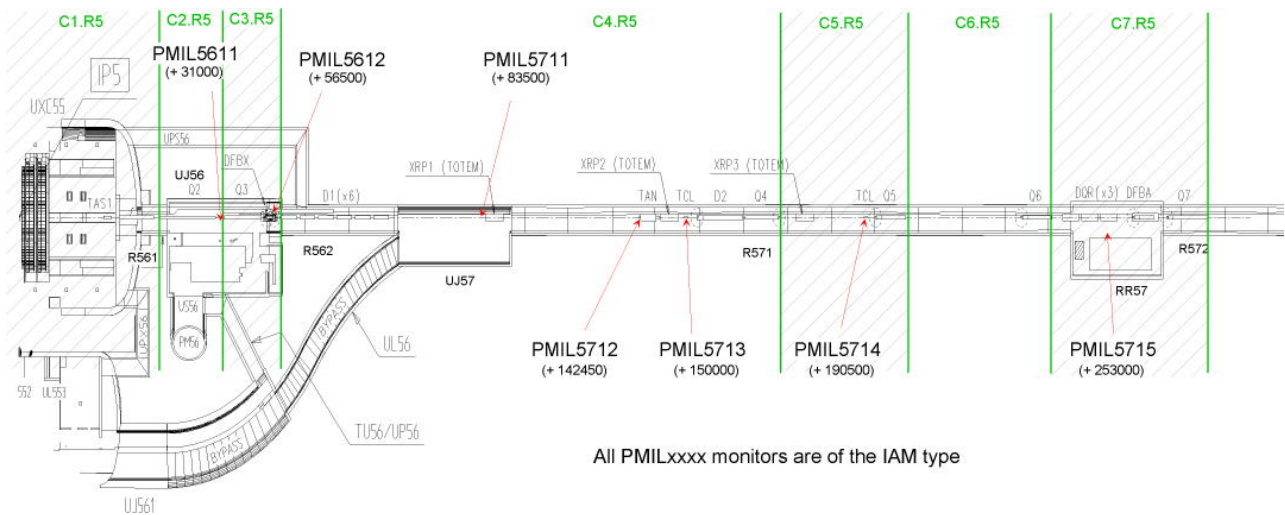 C1.R5
C2.R5
C3.R5
C4.R5
C5.R5
C6.R5
C7.R5
PMIL5611
(+ 31000)
PMIL5612
(+ 56500)
PMIL5711
(+ 83500)
IP5
UXC55
UPS56
UJ56
DFBX
Q2
Q3
TAS1
D1(x6)
XRP1 (TOTEM)
XRP2 (TOTEM)
XRP3 (TOTEM)
TAN
TCL
D2
Q4
TCL
Q5
Q6
DQR(x3)
DFBA
Q7
R561
R562
UJ57
R571
R572
RR57
US56
PM56
UPX56
BYPASS
UL56
PMIL5712
(+ 142450)
PMIL5713
(+ 150000)
PMIL5714
(+ 190500)
PMIL5715
(+ 253000)
552
UL553
TU56/UP56
BYPASS
All PMILxxxx monitors are of the IAM type
UJ561